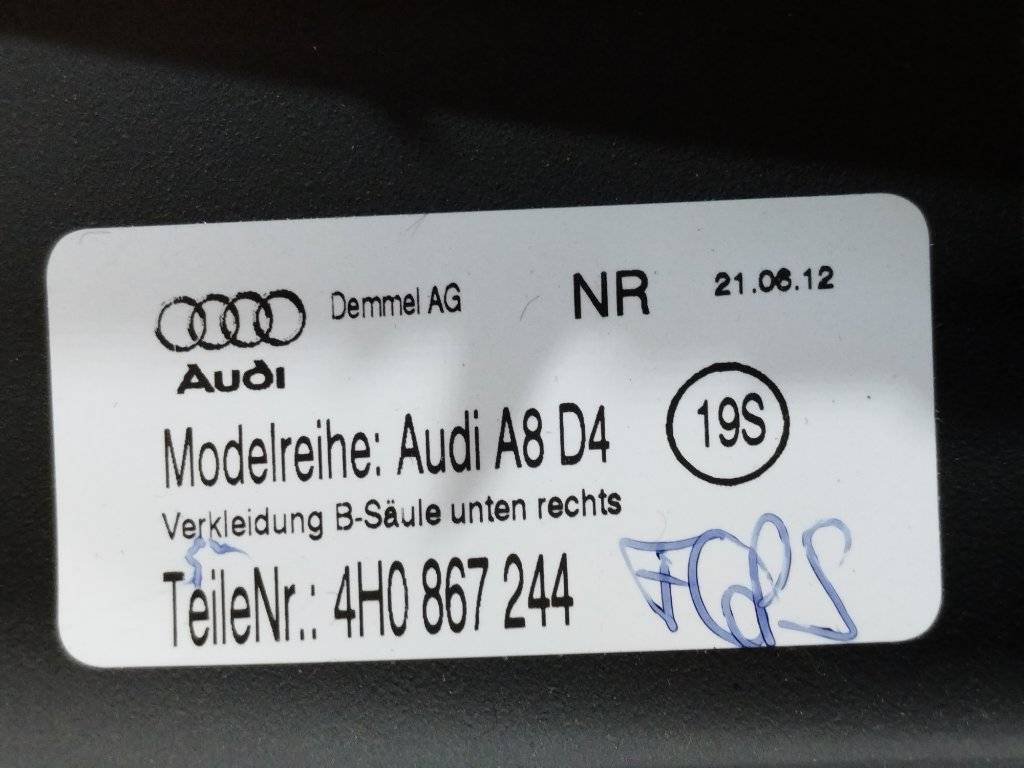 Demmel AG NR 21.06.12
Audi
Modelreihe: Audi A8 D4 19S
Verkleidung B-Säule unten rechts
TeileNr.: 4H0 867 244